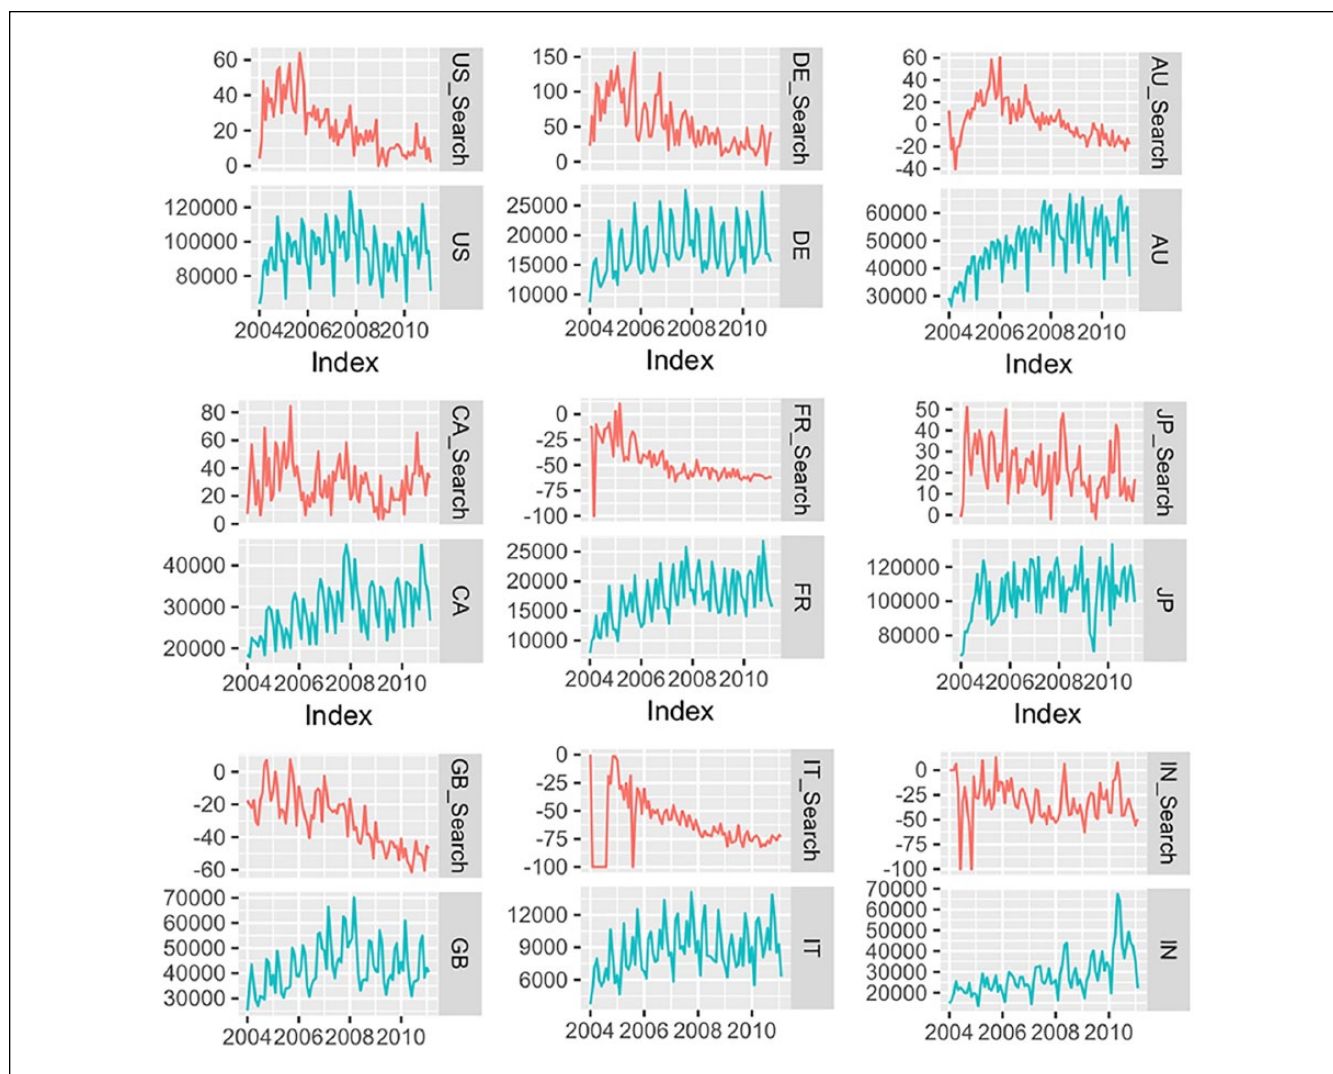 60
40
20
0
US_Search
120000
100000
80000
US
2004 2006 2008 2010
Index
150
100
50
0
DE_Search
25000
20000
15000
10000
DE
2004 2006 2008 2010
Index
60
40
20
0
-20
-40
AU_Search
60000
50000
40000
30000
AU
2004 2006 2008 2010
Index
80
60
40
20
0
CA_Search
40000
30000
20000
CA
2004 2006 2008 2010
Index
0
-25
-50
-75
-100
FR_Search
25000
20000
15000
10000
FR
2004 2006 2008 2010
Index
50
40
30
20
10
0
JP_Search
120000
100000
80000
JP
2004 2006 2008 2010
Index
0
-20
-40
-60
GB_Search
70000
60000
50000
40000
30000
GB
2004 2006 2008 2010
0
-25
-50
-75
-100
IT_Search
12000
9000
6000
IT
2004 2006 2008 2010
0
-25
-50
-75
-100
IN_Search
70000
60000
50000
40000
30000
20000
IN
2004 2006 2008 2010